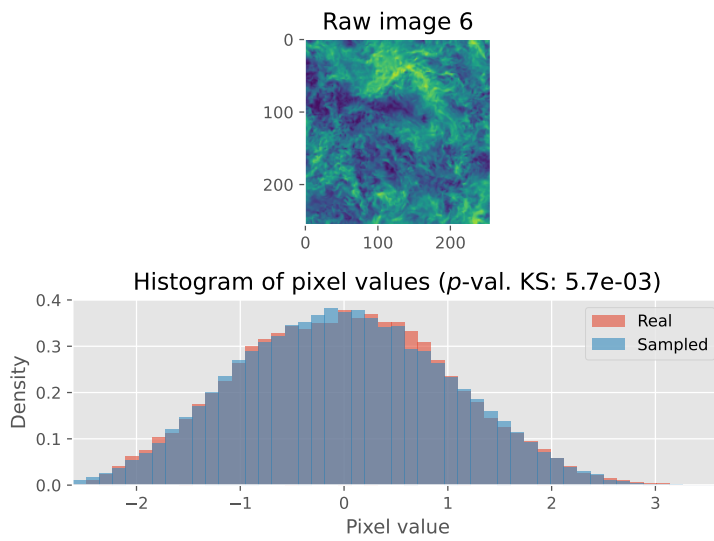 Raw image 6
0
100
200
0 100 200
Histogram of pixel values (p-val. KS: 5.7e-03)
0.4
0.3
0.2
0.1
0.0
Density
Real
Sampled
−2 −1 0 1 2 3
Pixel value